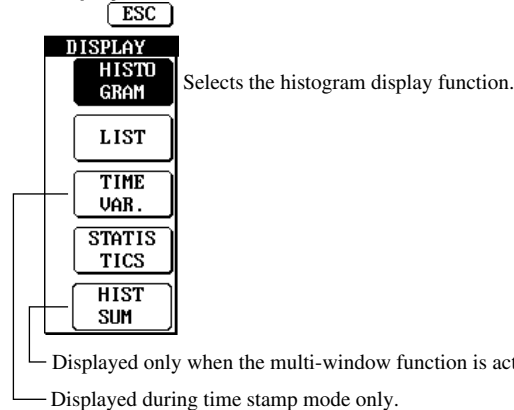 ESC
DISPLAY
HISTO
GRAM
Selects the histogram display function.
LIST
TIME
VAR.
STATIS
TICS
HIST
SUM
Displayed only when the multi-window function is
Displayed during time stamp mode only.